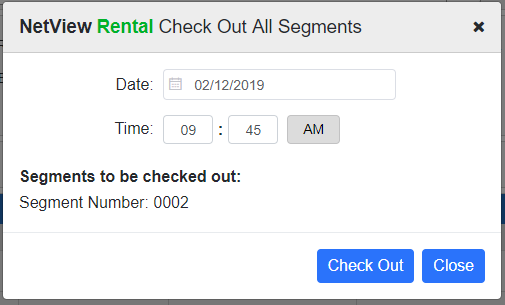 NetView Rental Check Out All Segments ×
Date: 02/12/2019
Time: 09 : 45 AM
Segments to be checked out:
Segment Number: 0002
Check Out Close